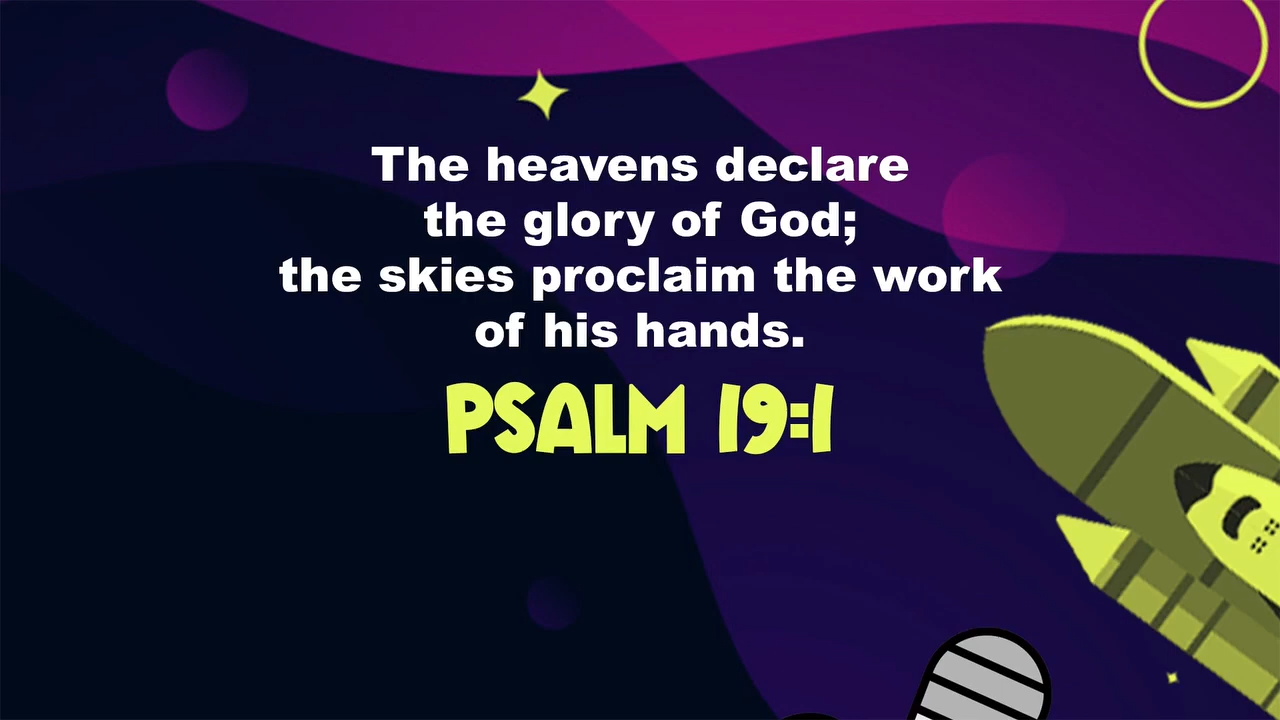 The heavens declare
the glory of God;
the skies proclaim the work
of his hands.
PSALM 19:1